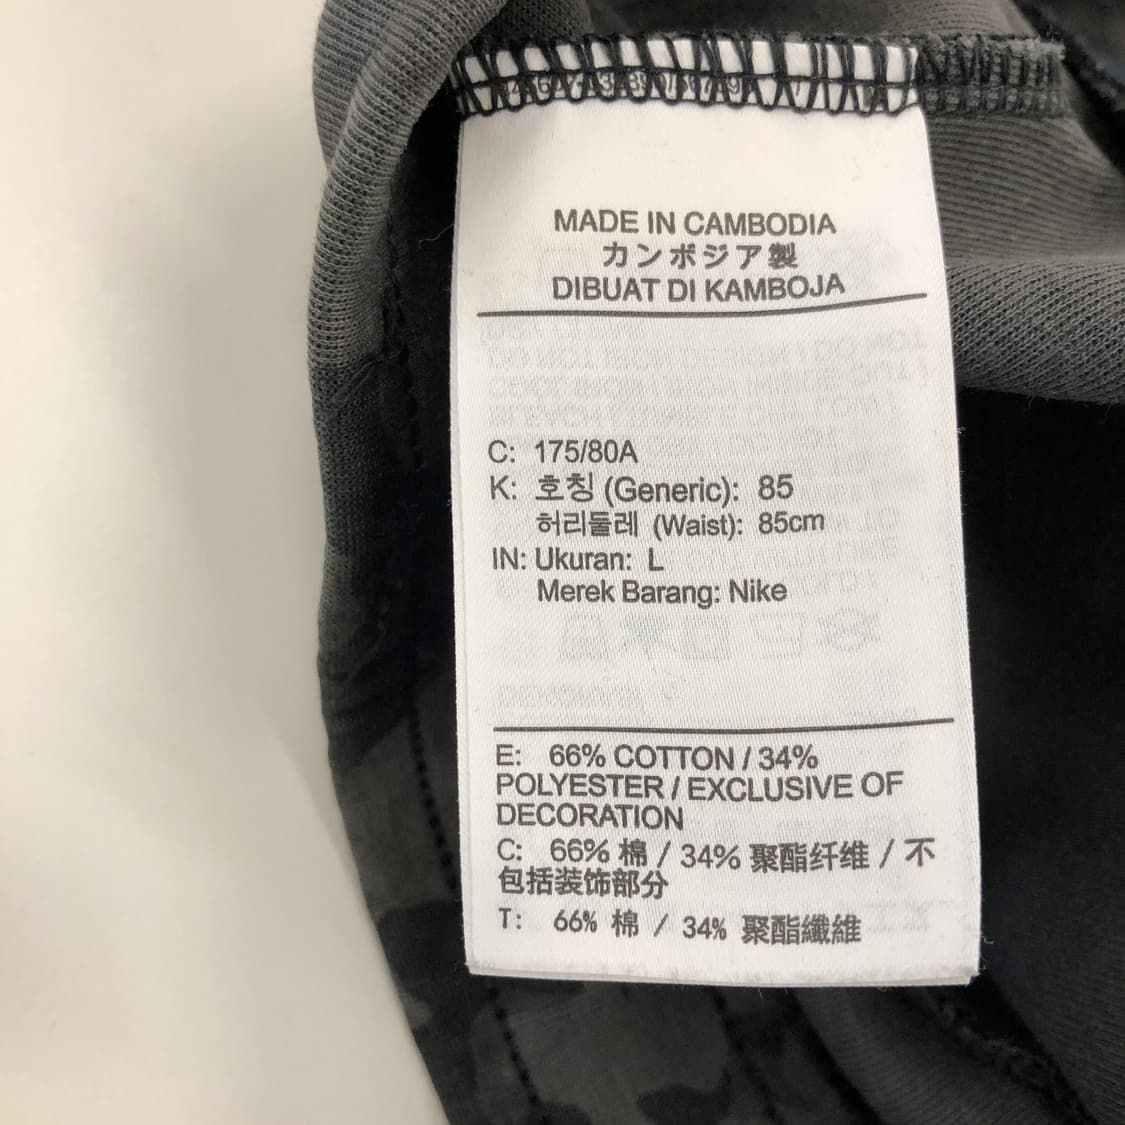 MADE IN CAMBODIA
カンボジア製
DIBUAT DI KAMBOJA
C: 175/80A
K: 호칭 (Generic): 85
허리둘레 (Waist): 85cm
IN: Ukuran: L
Merek Barang: Nike
E: 66% COTTON / 34%
POLYESTER / EXCLUSIVE OF
DECORATION
C: 66% 棉 / 34% 聚酯纤维 / 不
包括装饰部分
T: 66% 棉 / 34% 聚酯纖維